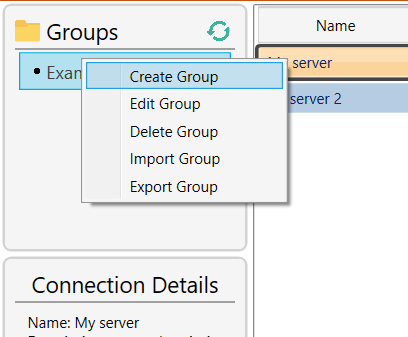 Groups
Name
Create Group
Edit Group
Delete Group
Import Group
Export Group
server
server 2
Connection Details
Name: My server